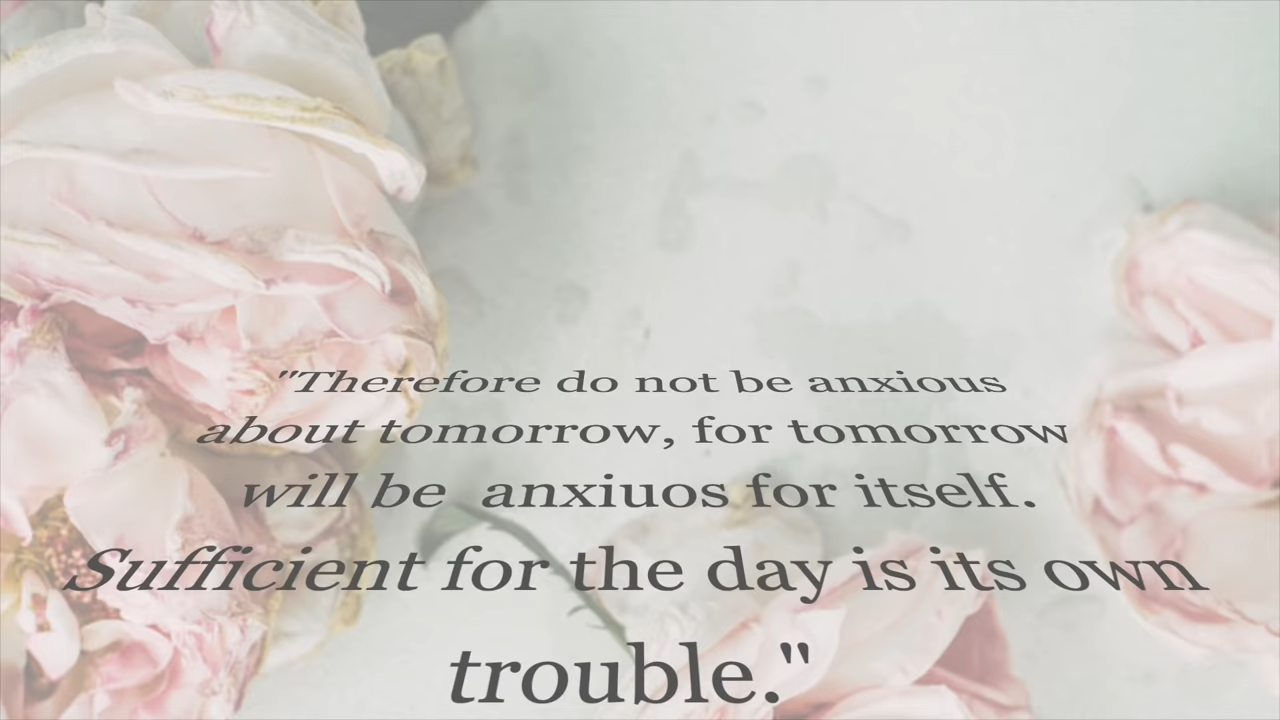 "Therefore do not be anxious
about tomorrow, for tomorrow
will be  anxiuos for itself.
Sufficient for the day is its own
trouble."